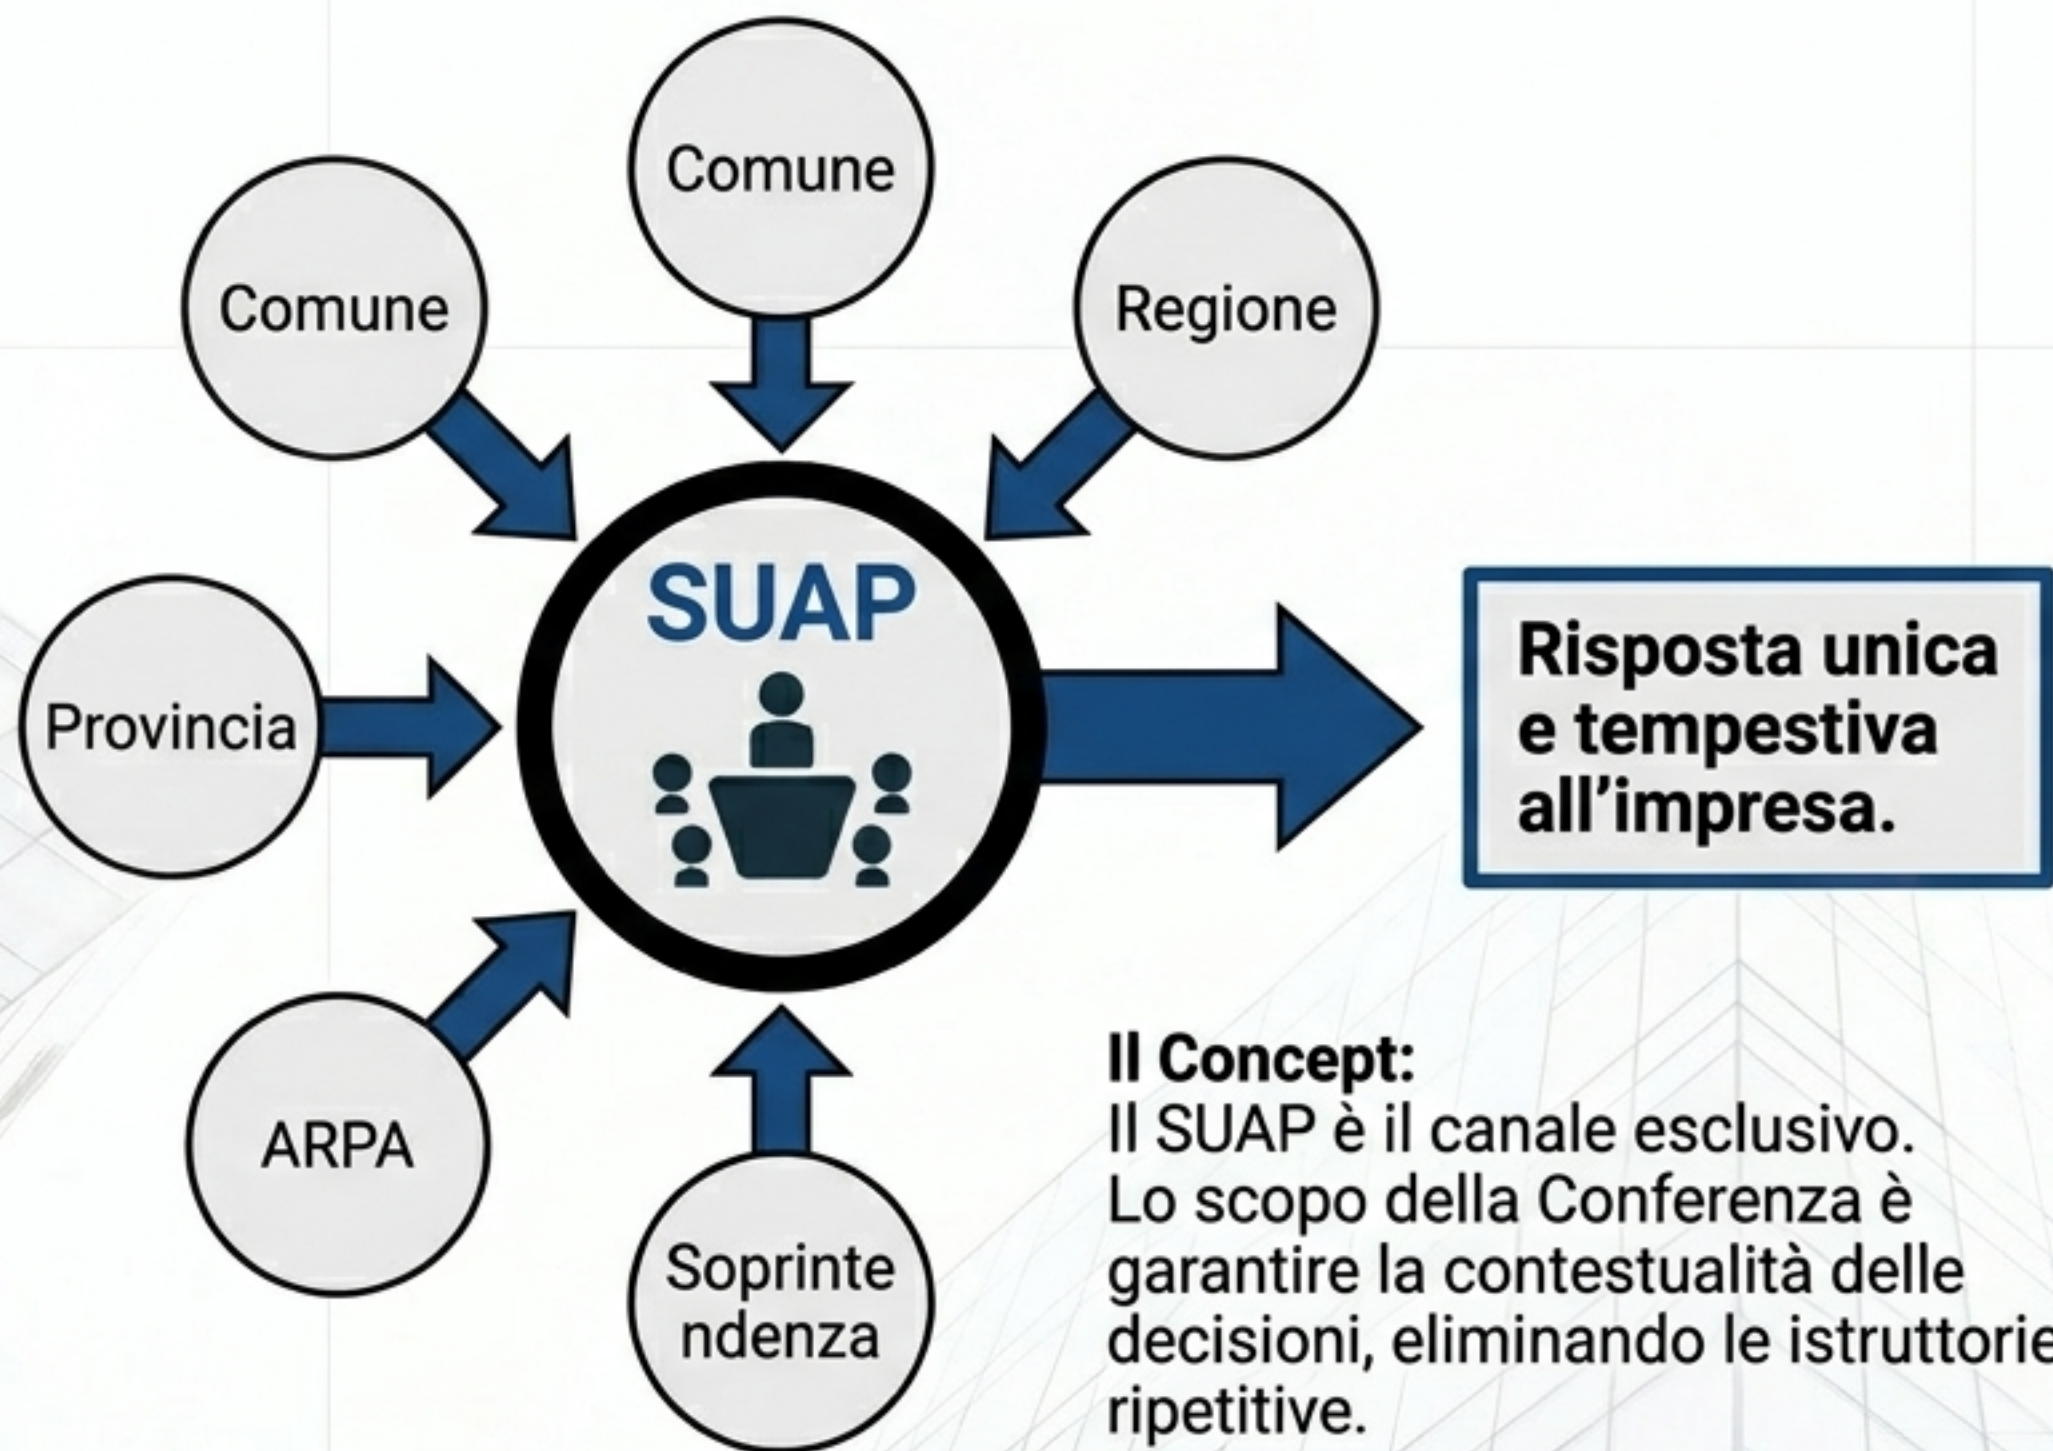 Comune
Comune
Regione
SUAP
Provincia
Risposta unica
e tempestiva
all’impresa.
ARPA
Soprinte
ndenza
Il Concept:
Il SUAP è il canale esclusivo.
Lo scopo della Conferenza è
garantire la contestualità delle
decisioni, eliminando le istruttorie
ripetitive.